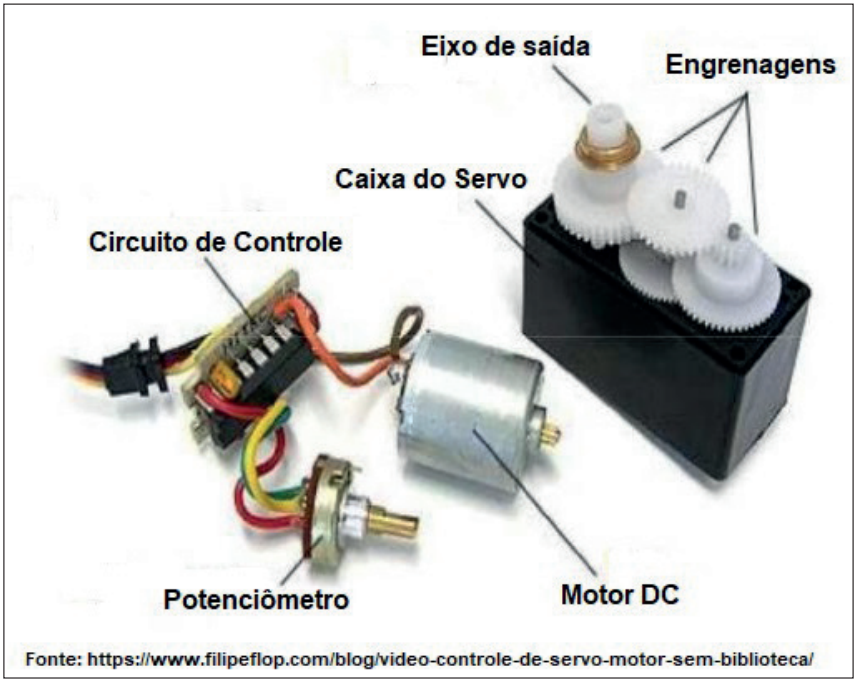 Eixo de saída
Engrenagens
Caixa do Servo
Circuito de Controle
Potenciômetro
Motor DC
Fonte: https://www.filipeflop.com/blog/video-controle-de-servo-motor-sem-biblioteca/